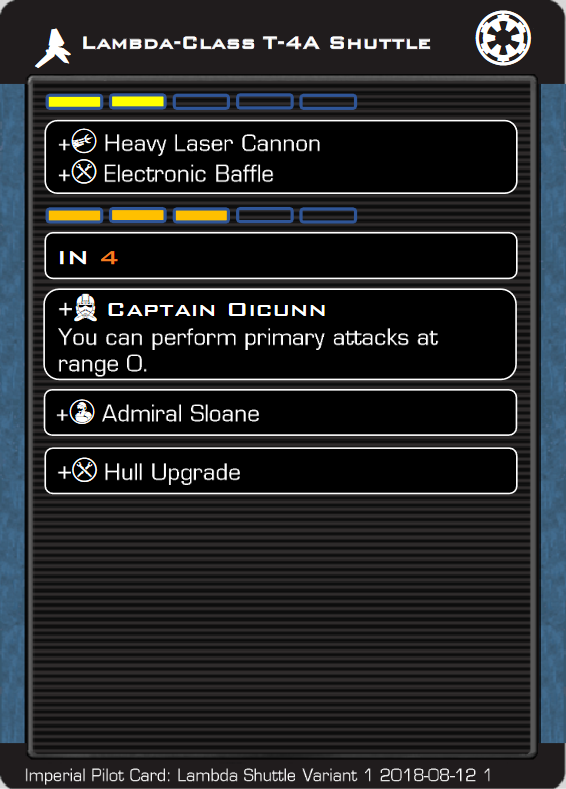 Lambda-Class T-4A Shuttle
+ Heavy Laser Cannon
+ Electronic Baffle
IN 4
+ Captain Oicunn
You can perform primary attacks at
range 0.
+ Admiral Sloane
+ Hull Upgrade
Imperial Pilot Card: Lambda Shuttle Variant 1 2018-08-12 1